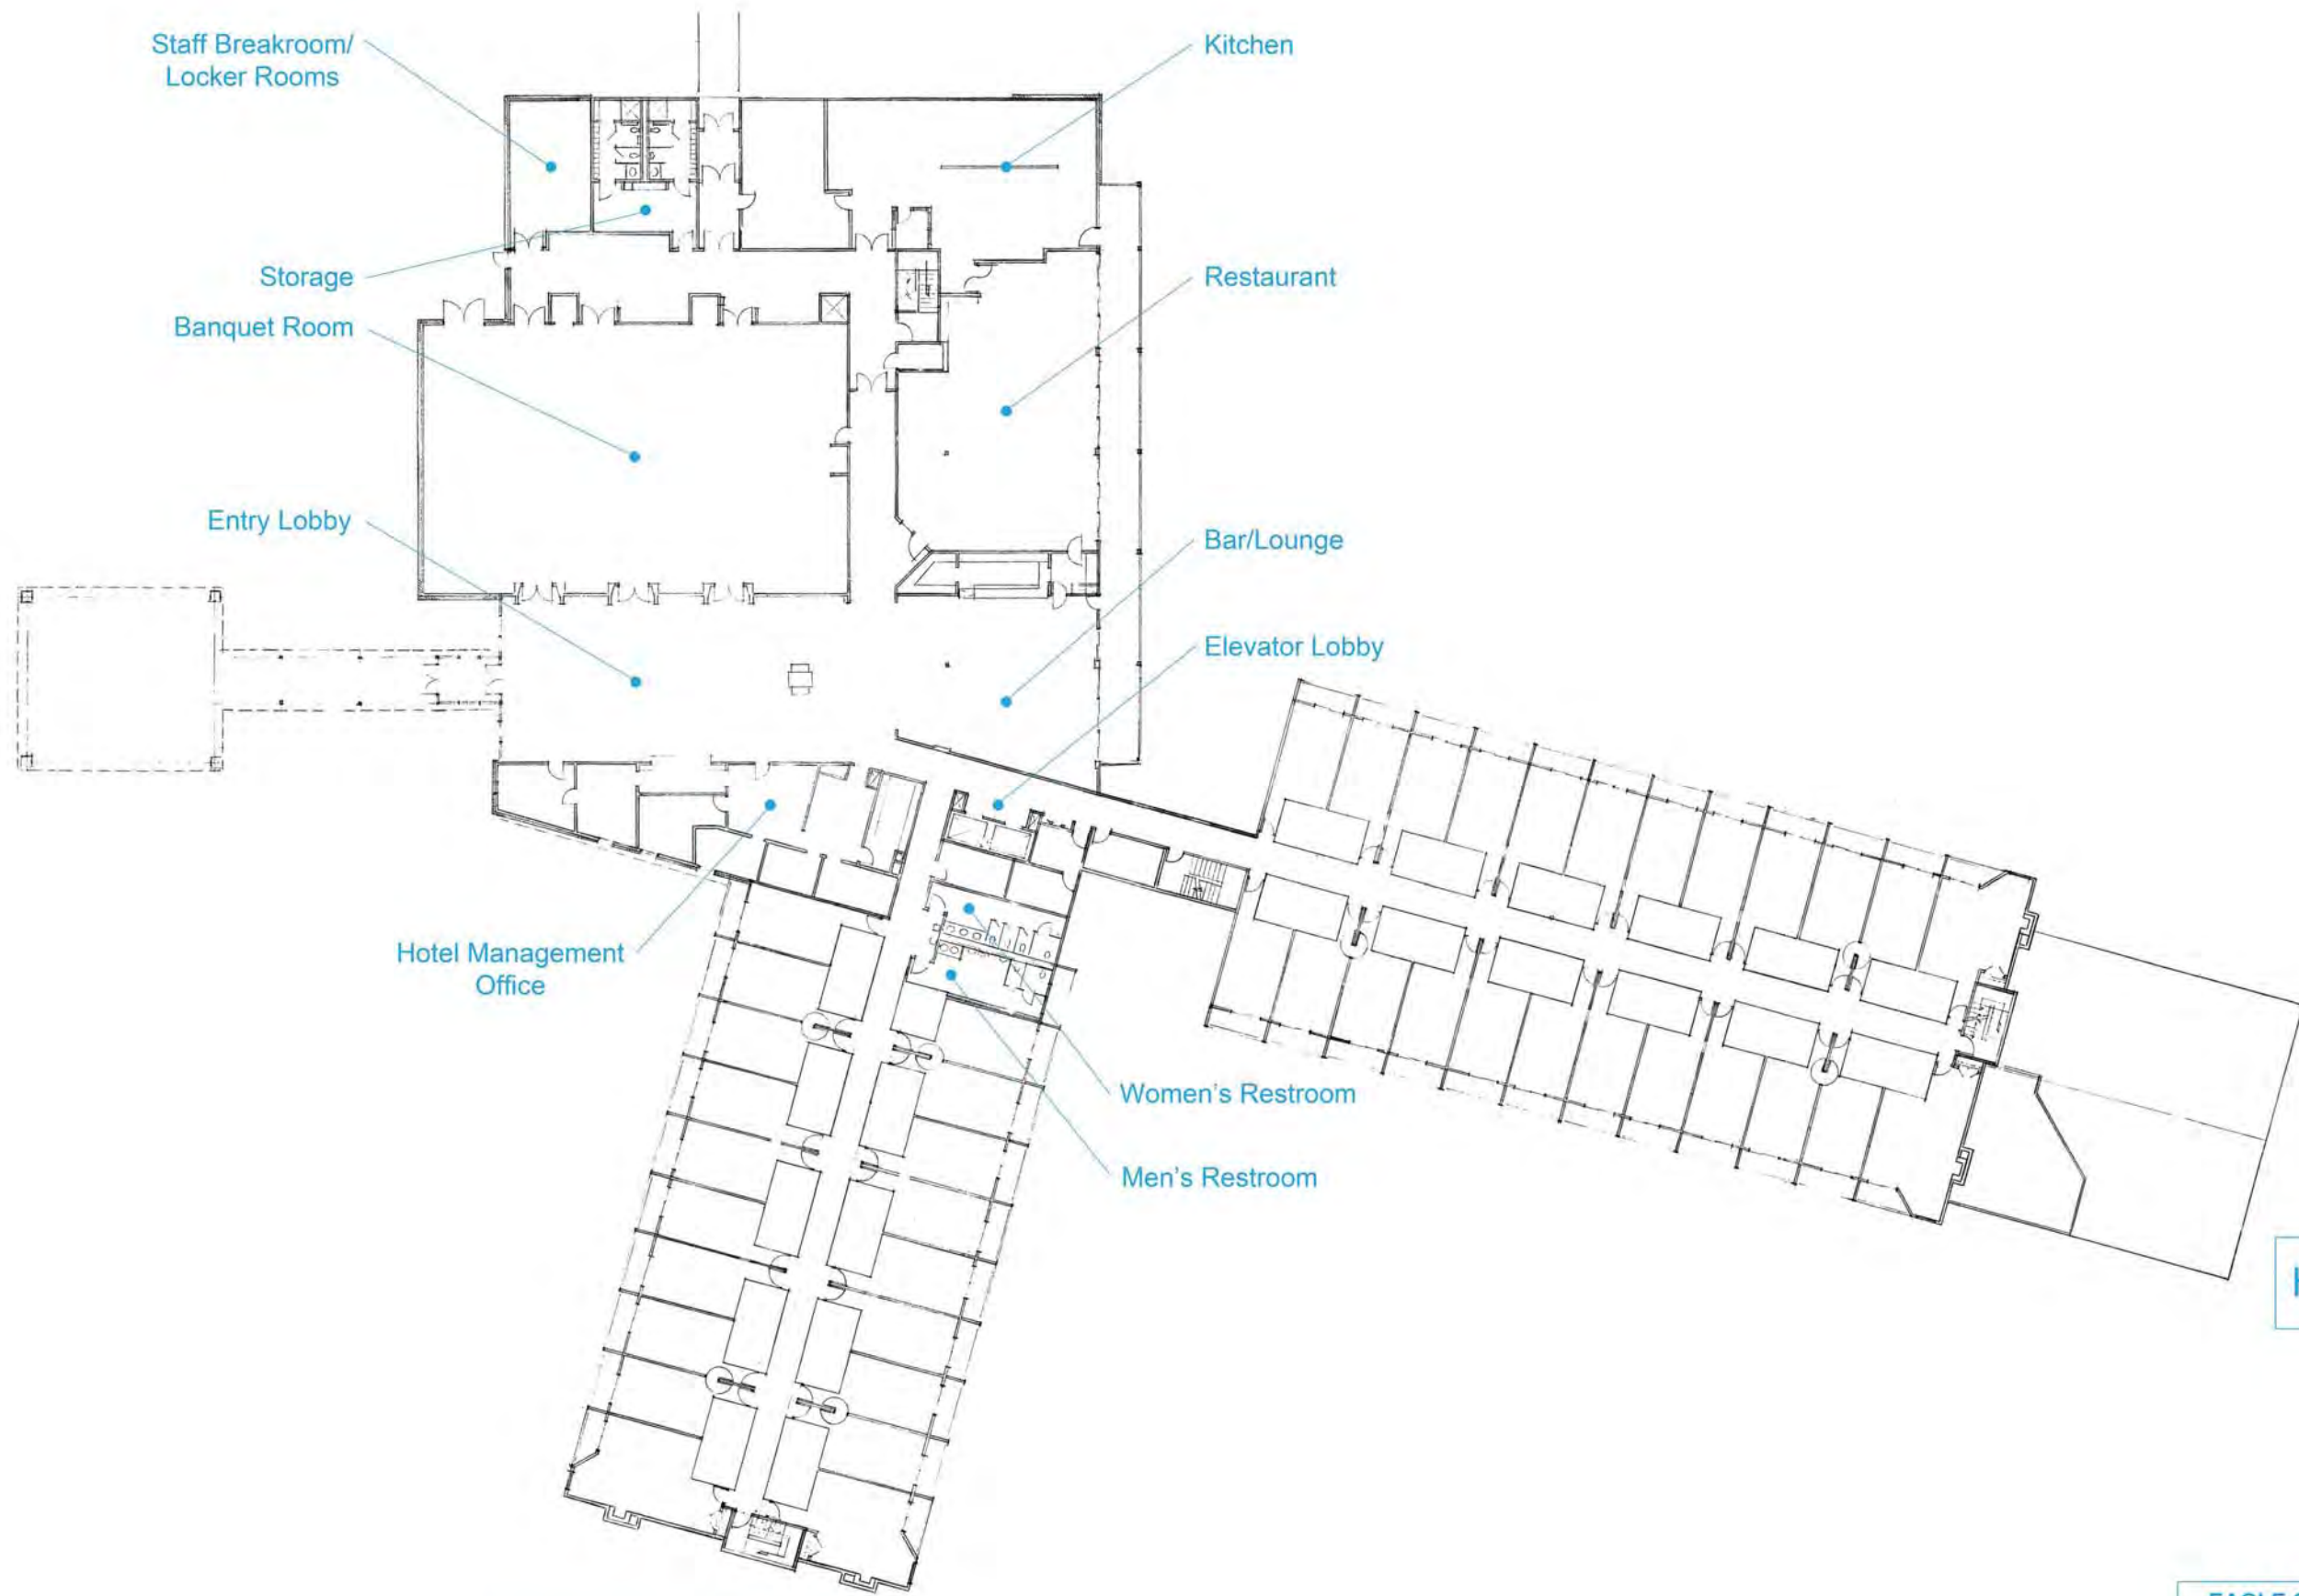 Staff Breakroom/
Locker Rooms
Kitchen
Storage
Restaurant
Banquet Room
Entry Lobby
Bar/Lounge
Elevator Lobby
Hotel Management
Office
Women's Restroom
Men's Restroom